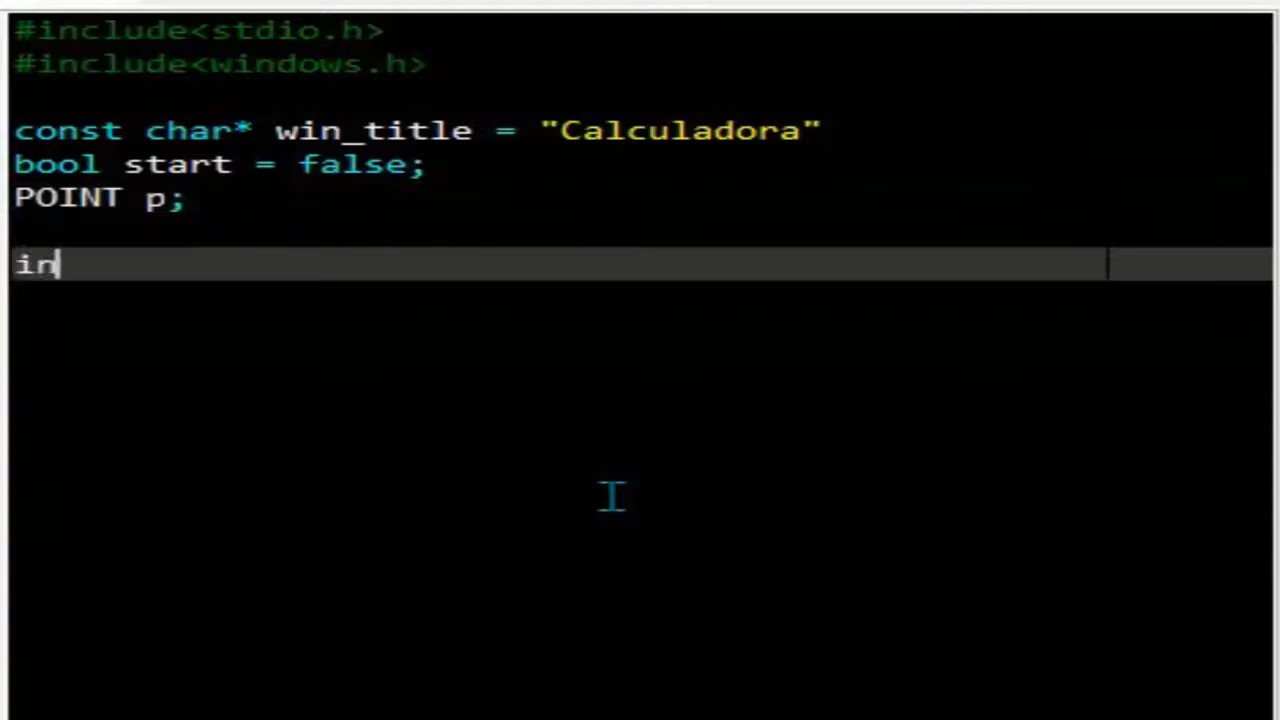 #include<stdio.h>
#include<windows.h>
const char* win_title = "Calculadora"
bool start = false;
POINT p;
in